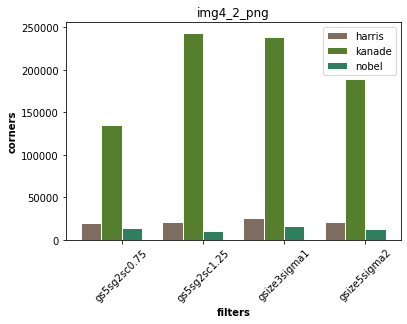 img4_2_png
harris
kanade
nobel
250000
200000
150000
100000
50000
0
corners
gs5sg2sc0.75
gs5sg2sc1.25
gsize3sigma1
gsize5sigma2
filters